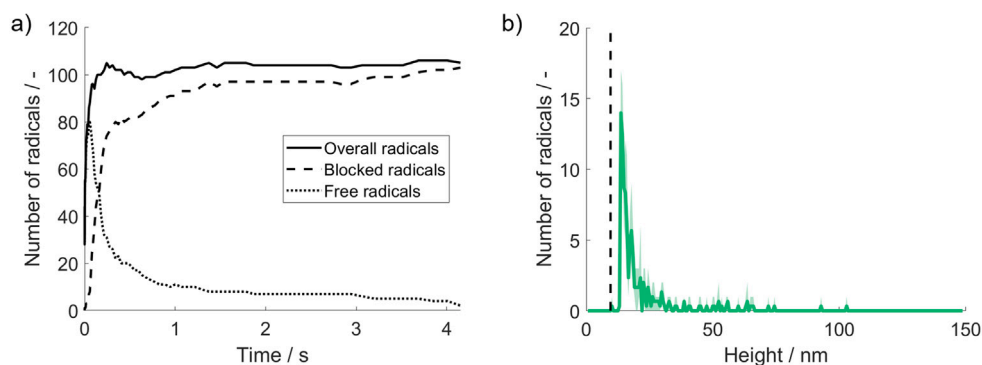 a)
Number of radicals / -
120
100
80
60
40
20
0
0
1
2
3
4
Time / s
Overall radicals
Blocked radicals
Free radicals
b)
Number of radicals / -
20
15
10
5
0
0
50
100
150
Height / nm